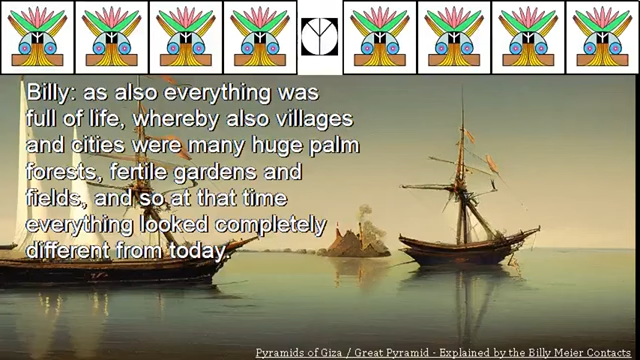 Billy: as also everything was
full of life, whereby also villages
and cities were many huge palm
forests, fertile gardens and
fields, and so at that time
everything looked completely
different from today.
Pyramids of Giza / Great Pyramid - Explained by the Billy Meier Contacts